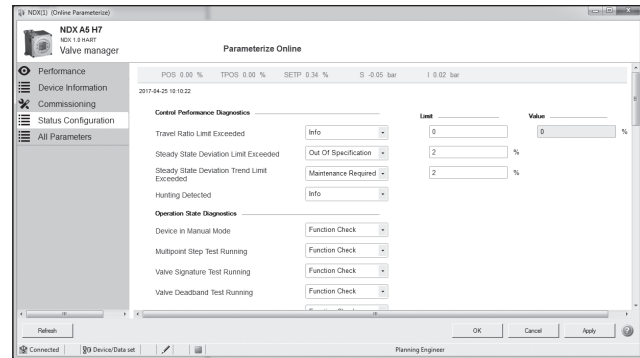 NDX(1) (Online Parameterize)
NDX A5 H7
NDX 1.0 HART
Valve manager
Parameterize Online
Performance
Device Information
Commissioning
Status Configuration
All Parameters
POS 0.00 % TPOS 0.00 % SETP 0.34 % S -0.05 bar I 0.02 bar
2017-04-25 10:10:22
Control Performance Diagnostics Limit Value
Travel Ratio Limit Exceeded Info 0 0 %
Steady State Deviation Limit Exceeded Out Of Specification 2 %
Steady State Deviation Trend Limit
Exceeded Maintenance Required 2 %
Hunting Detected Info
Operation State Diagnostics
Device in Manual Mode Function Check
Multipoint Step Test Running Function Check
Valve Signature Test Running Function Check
Valve Deadband Test Running Function Check
Refresh OK Cancel Apply
Connected Device/Data set Planning Engineer